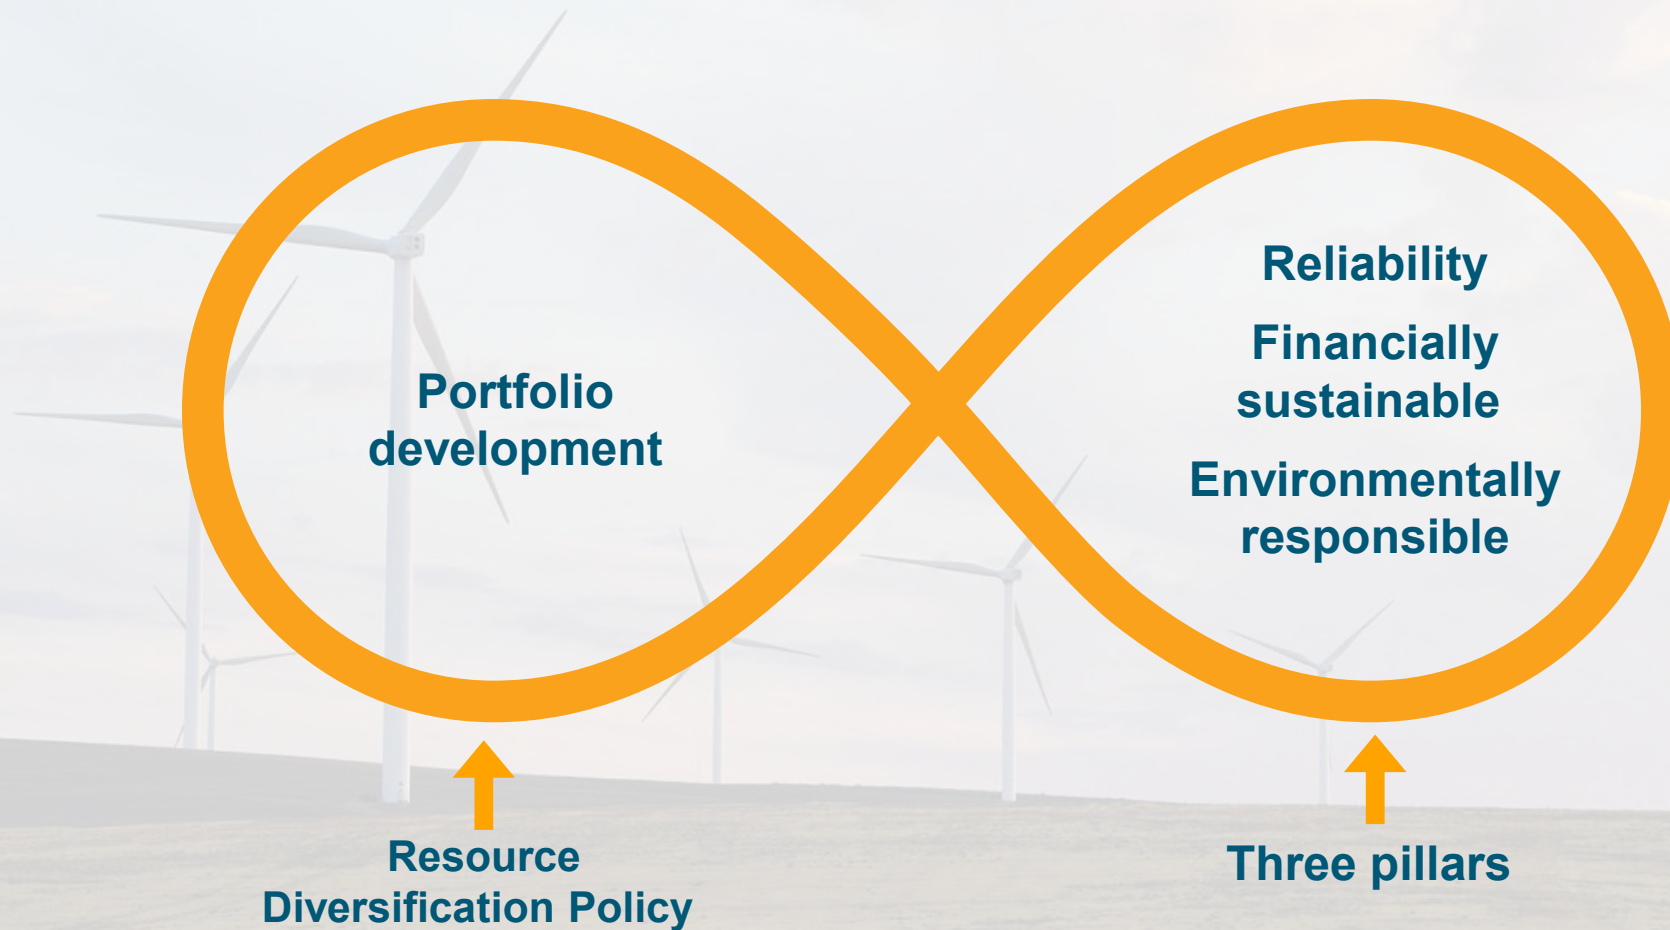 Portfolio
development
Reliability
Financially
sustainable
Environmentally
responsible
Resource
Diversification Policy
Three pillars